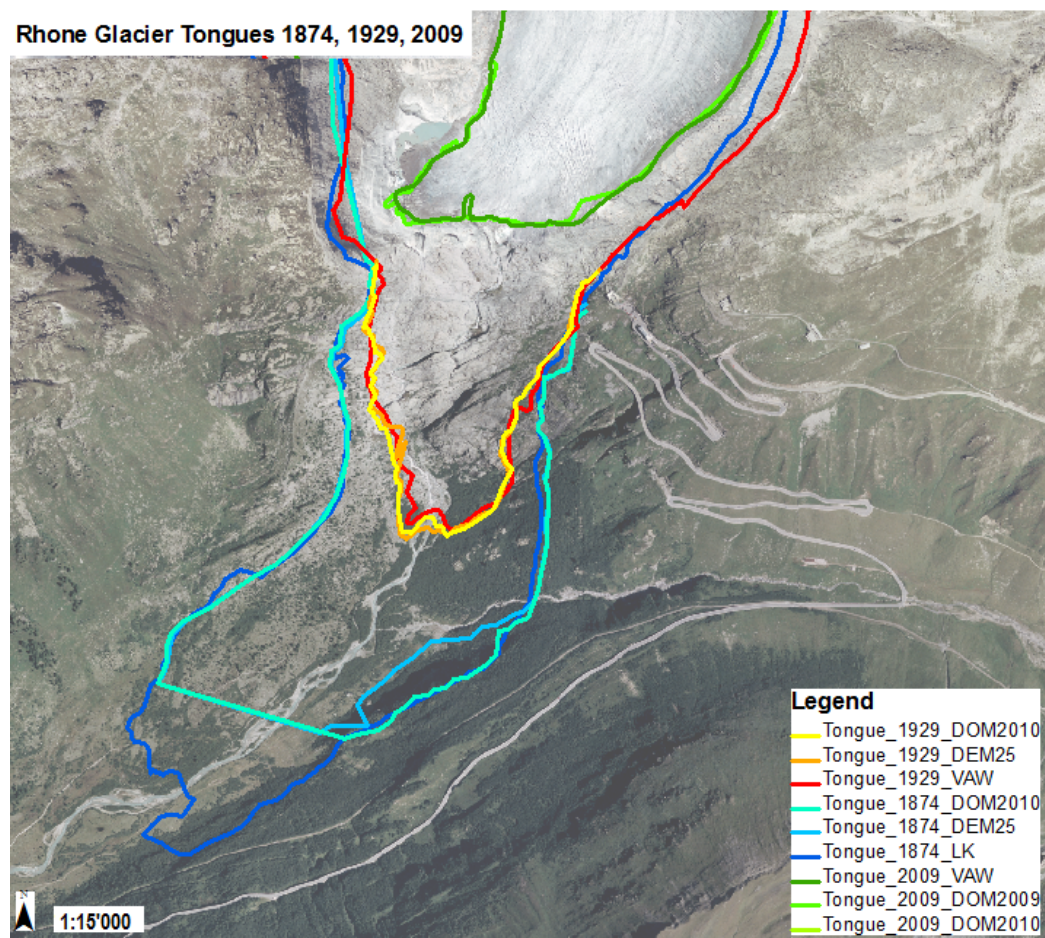 Rhone Glacier Tongues 1874, 1929, 2009
Legend
Tongue_1929_DOM2010
Tongue_1929_DEM25
Tongue_1929_VAW
Tongue_1874_DOM2010
Tongue_1874_DEM25
Tongue_1874_LK
Tongue_2009_VAW
Tongue_2009_DOM2009
Tongue_2009_DOM2010
N
1:15'000